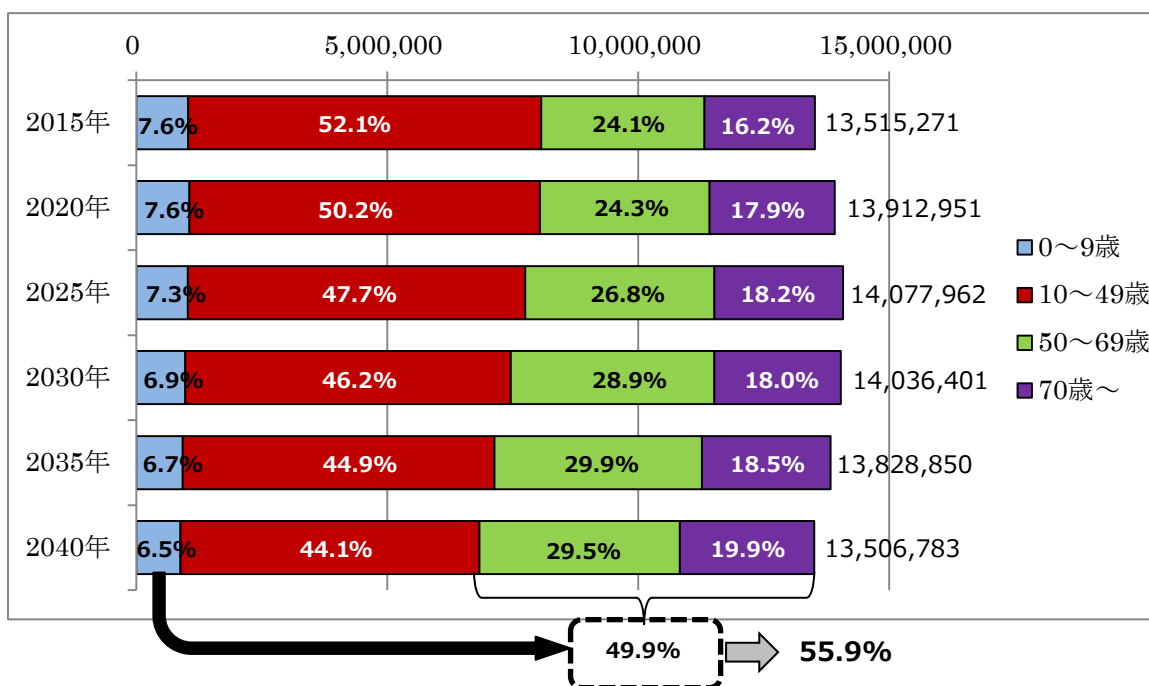 0 5,000,000 10,000,000 15,000,000
2015年 7.6% 52.1% 24.1% 16.2% 13,515,271
2020年 7.6% 50.2% 24.3% 17.9% 13,912,951
2025年 7.3% 47.7% 26.8% 18.2% 14,077,962
2030年 6.9% 46.2% 28.9% 18.0% 14,036,401
2035年 6.7% 44.9% 29.9% 18.5% 13,828,850
2040年 6.5% 44.1% 29.5% 19.9% 13,506,783
0～9歳
10～49歳
50～69歳
70歳～
49.9% 55.9%